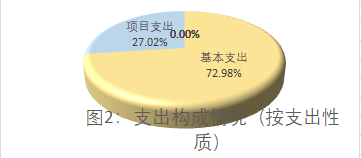 项目支出
27.02%
0.00%
基本支出
72.98%
图2：支出构成情况（按支出性
质）